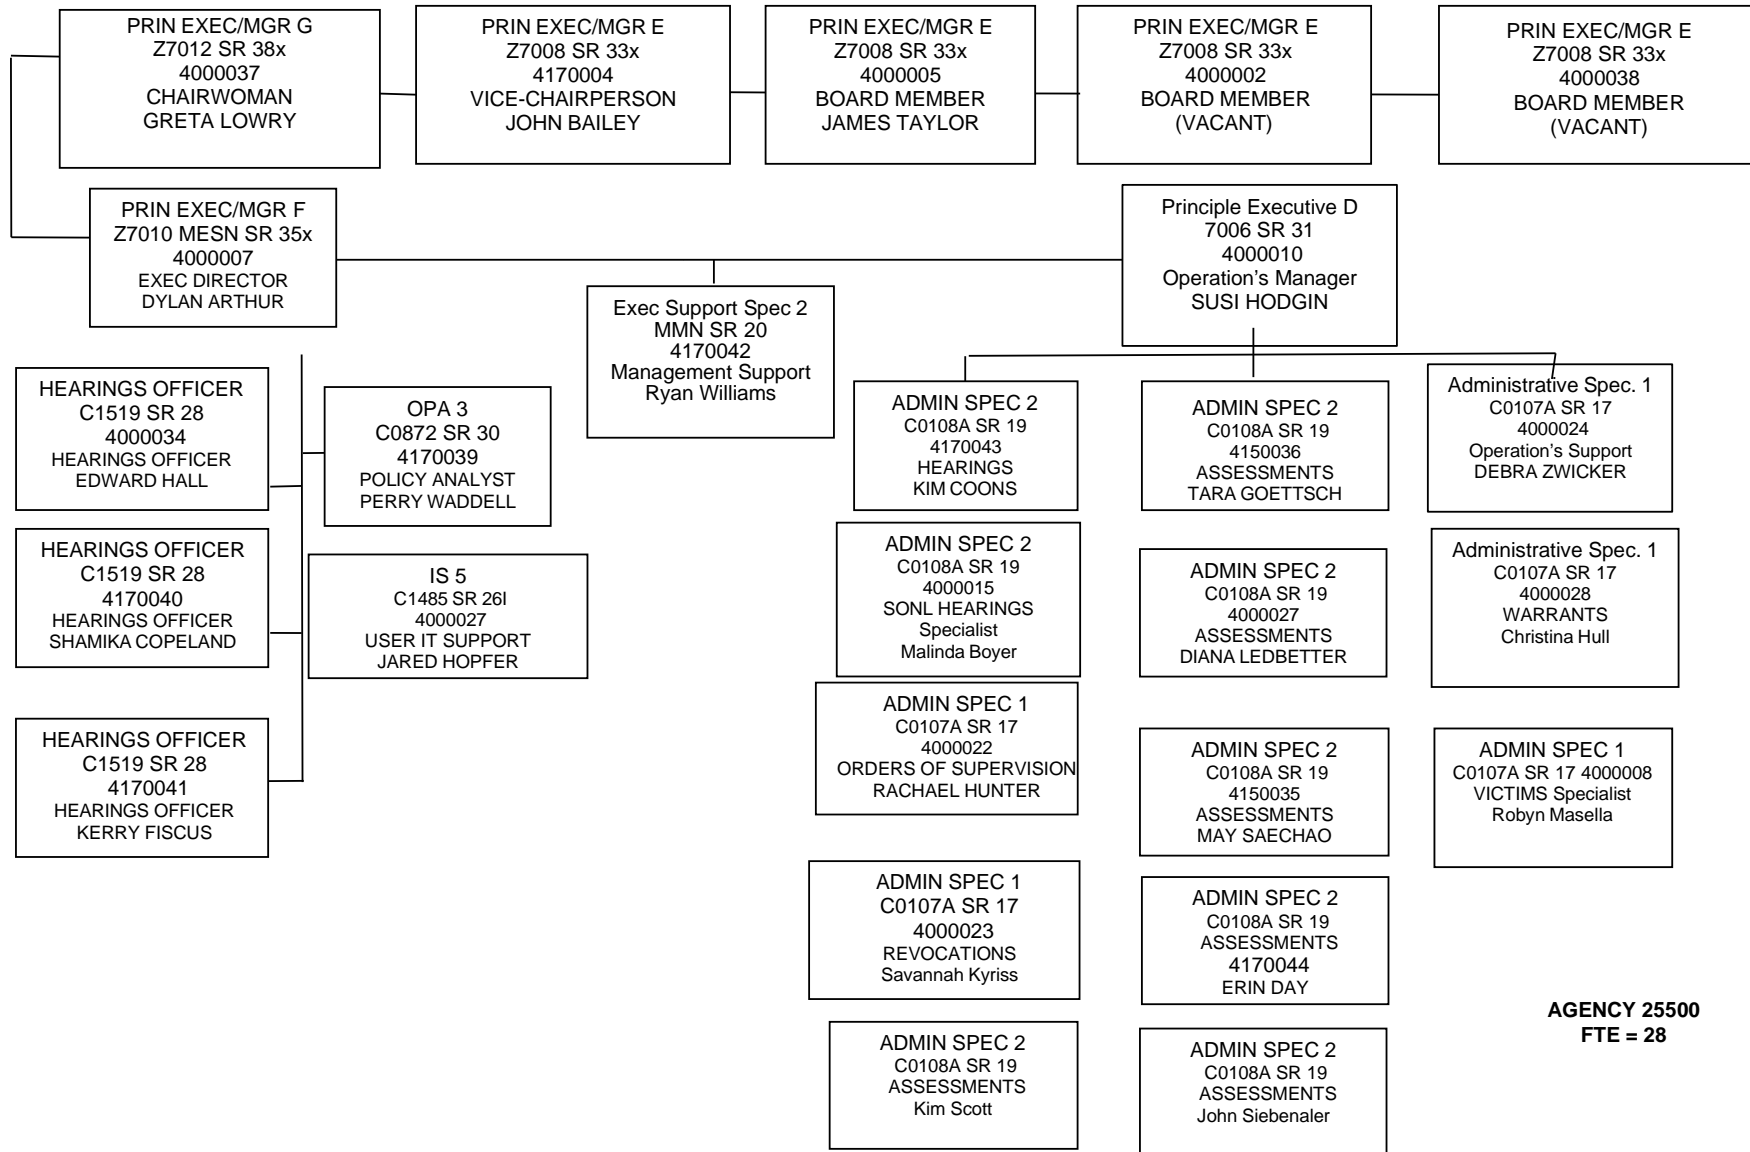 PRIN EXEC/MGR G
Z7012 SR 38x
4000037
CHAIRWOMAN
GRETA LOWRY
PRIN EXEC/MGR E
Z7008 SR 33x
4170004
VICE-CHAIRPERSON
JOHN BAILEY
PRIN EXEC/MGR E
Z7008 SR 33x
4000005
BOARD MEMBER
JAMES TAYLOR
PRIN EXEC/MGR E
Z7008 SR 33x
4000002
BOARD MEMBER
(VACANT)
PRIN EXEC/MGR E
Z7008 SR 33x
4000038
BOARD MEMBER
(VACANT)
PRIN EXEC/MGR F
Z7010 MESN SR 35x
4000007
EXEC DIRECTOR
DYLAN ARTHUR
Principle Executive D
7006 SR 31
4000010
Operation’s Manager
SUSI HODGIN
Exec Support Spec 2
MMN SR 20
4170042
Management Support
Ryan Williams
HEARINGS OFFICER
C1519 SR 28
4000034
HEARINGS OFFICER
EDWARD HALL
OPA 3
C0872 SR 30
4170039
POLICY ANALYST
PERRY WADDELL
HEARINGS OFFICER
C1519 SR 28
4170040
HEARINGS OFFICER
SHAMIKA COPELAND
IS 5
C1485 SR 26I
4000027
USER IT SUPPORT
JARED HOPFER
HEARINGS OFFICER
C1519 SR 28
4170041
HEARINGS OFFICER
KERRY FISCUS
ADMIN SPEC 2
C0108A SR 19
4170043
HEARINGS
KIM COONS
ADMIN SPEC 2
C0108A SR 19
4150036
ASSESSMENTS
TARA GOETTSCH
Administrative Spec. 1
C0107A SR 17
4000024
Operation’s Support
DEBRA ZWICKER
ADMIN SPEC 2
C0108A SR 19
4000015
SONL HEARINGS
Specialist
Malinda Boyer
ADMIN SPEC 2
C0108A SR 19
4000027
ASSESSMENTS
DIANA LEDBETTER
Administrative Spec. 1
C0107A SR 17
4000028
WARRANTS
Christina Hull
ADMIN SPEC 1
C0107A SR 17
4000022
ORDERS OF SUPERVISION
RACHAEL HUNTER
ADMIN SPEC 2
C0108A SR 19
4150035
ASSESSMENTS
MAY SAECHAO
ADMIN SPEC 1
C0107A SR 17 4000008
VICTIMS Specialist
Robyn Masella
ADMIN SPEC 1
C0107A SR 17
4000023
REVOCATIONS
Savannah Kyriss
ADMIN SPEC 2
C0108A SR 19
ASSESSMENTS
4170044
ERIN DAY
ADMIN SPEC 2
C0108A SR 19
ASSESSMENTS
Kim Scott
ADMIN SPEC 2
C0108A SR 19
ASSESSMENTS
John Siebenaler
AGENCY 25500
FTE = 28